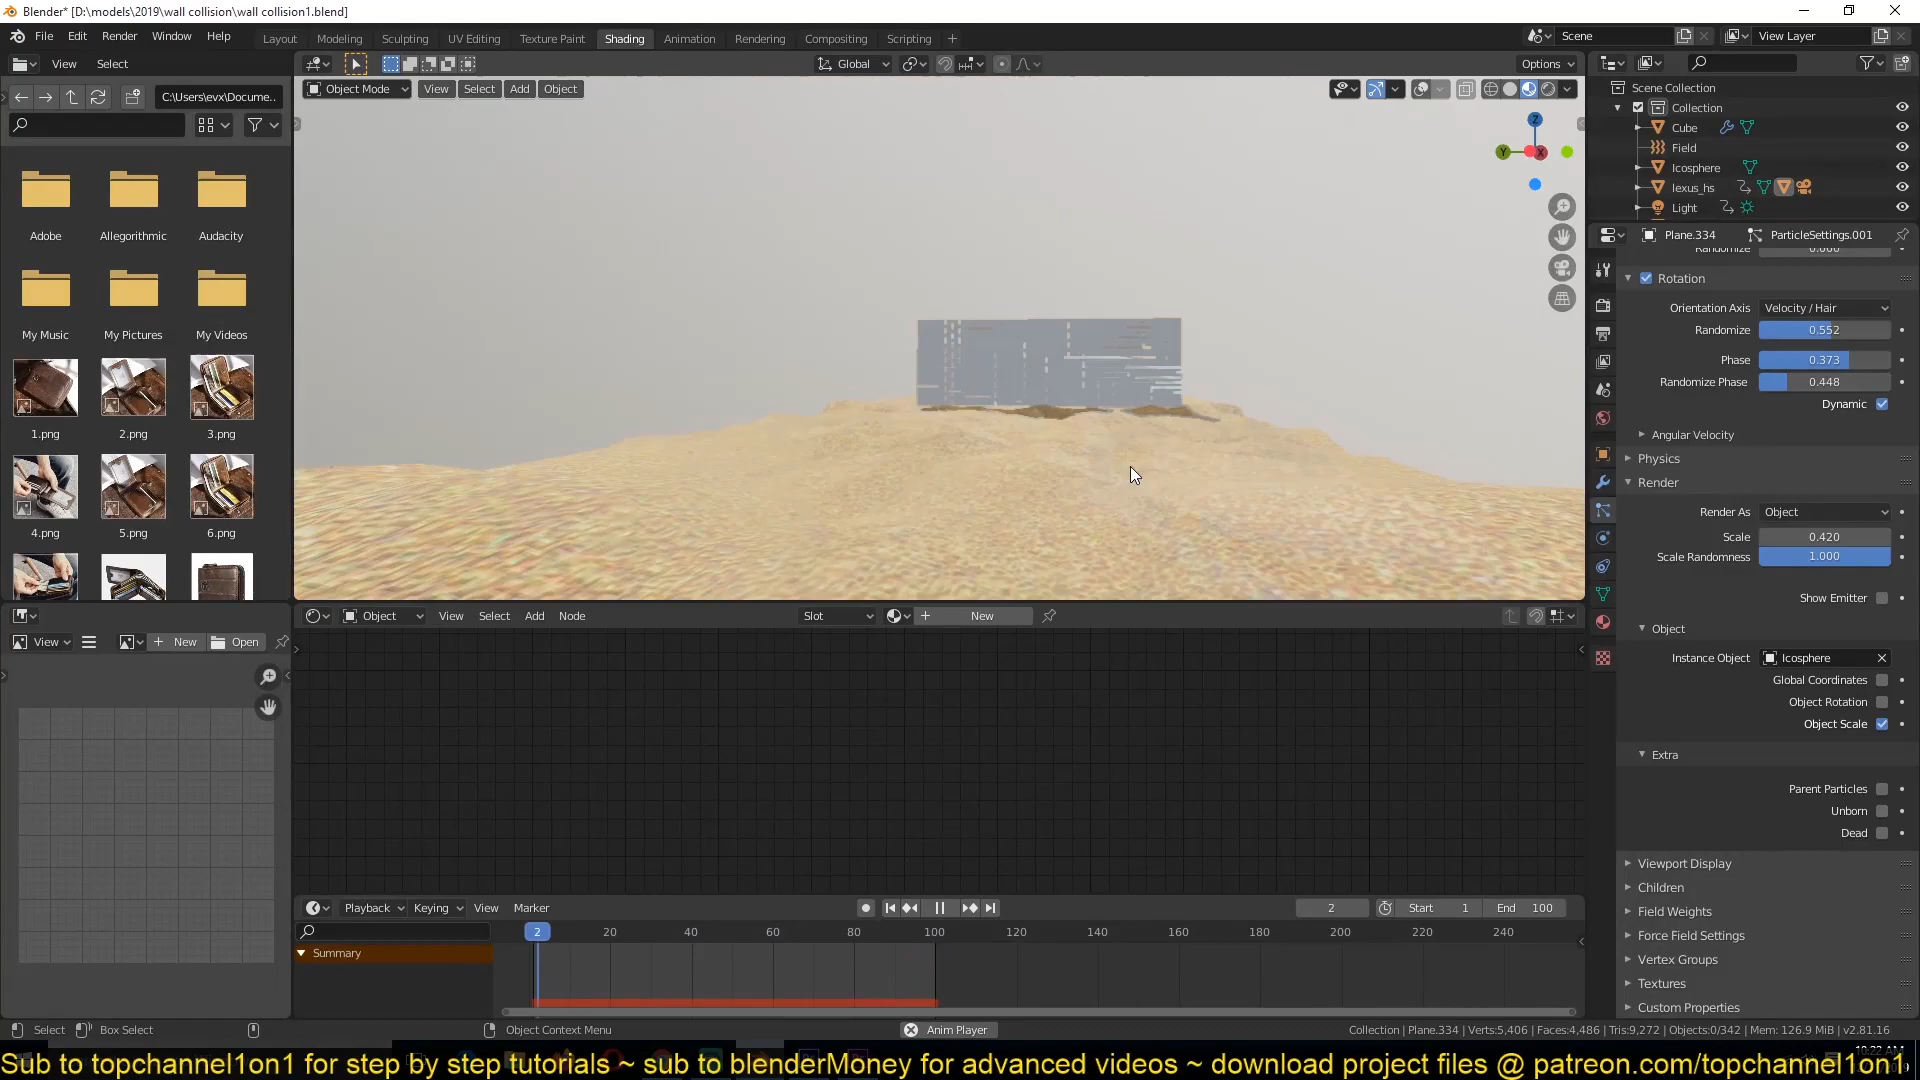 Blender* [D:\models\2019\wall collision\wall collision1.blend]
File Edit Render Window Help
Layout Modeling Sculpting UV Editing Texture Paint Shading Animation Rendering Compositing Scripting +
Scene
View Layer
View Select
Global
Options
C:\Users\evx\Docume..
Object Mode View Select Add Object
Scene Collection
Collection
Cube
Field
Icosphere
lexus_hs
Light
Z
Y
X
Adobe Allegorithmic Audacity
My Music My Pictures My Videos
1.png 2.png 3.png
4.png 5.png 6.png
Plane.334 ParticleSettings.001
Randomize 0.000
Rotation
Orientation Axis Velocity / Hair
Randomize 0.552
Phase 0.373
Randomize Phase 0.448
Dynamic
Angular Velocity
Physics
Render
Render As Object
Scale 0.420
Scale Randomness 1.000
Show Emitter
Object
Instance Object Icosphere
Global Coordinates
Object Rotation
Object Scale
Extra
Parent Particles
Unborn
Dead
Viewport Display
Children
Field Weights
Force Field Settings
Vertex Groups
Textures
Custom Properties
View New Open
Object View Select Add Node Slot New
Playback Keying View Marker 2 Start 1 End 100
2 20 40 60 80 100 120 140 160 180 200 220 240
Summary
Select Box Select Object Context Menu Anim Player Collection | Plane.334 | Verts:5,406 | Faces:4,486 | Tris:9,272 | Objects:0/342 | Mem: 126.9 MiB | v2.81.16
10:22 AM
Sub to topchannel1on1 for step by step tutorials ~ sub to blenderMoney for advanced videos ~ download project files @ patreon.com/topchannel1on1